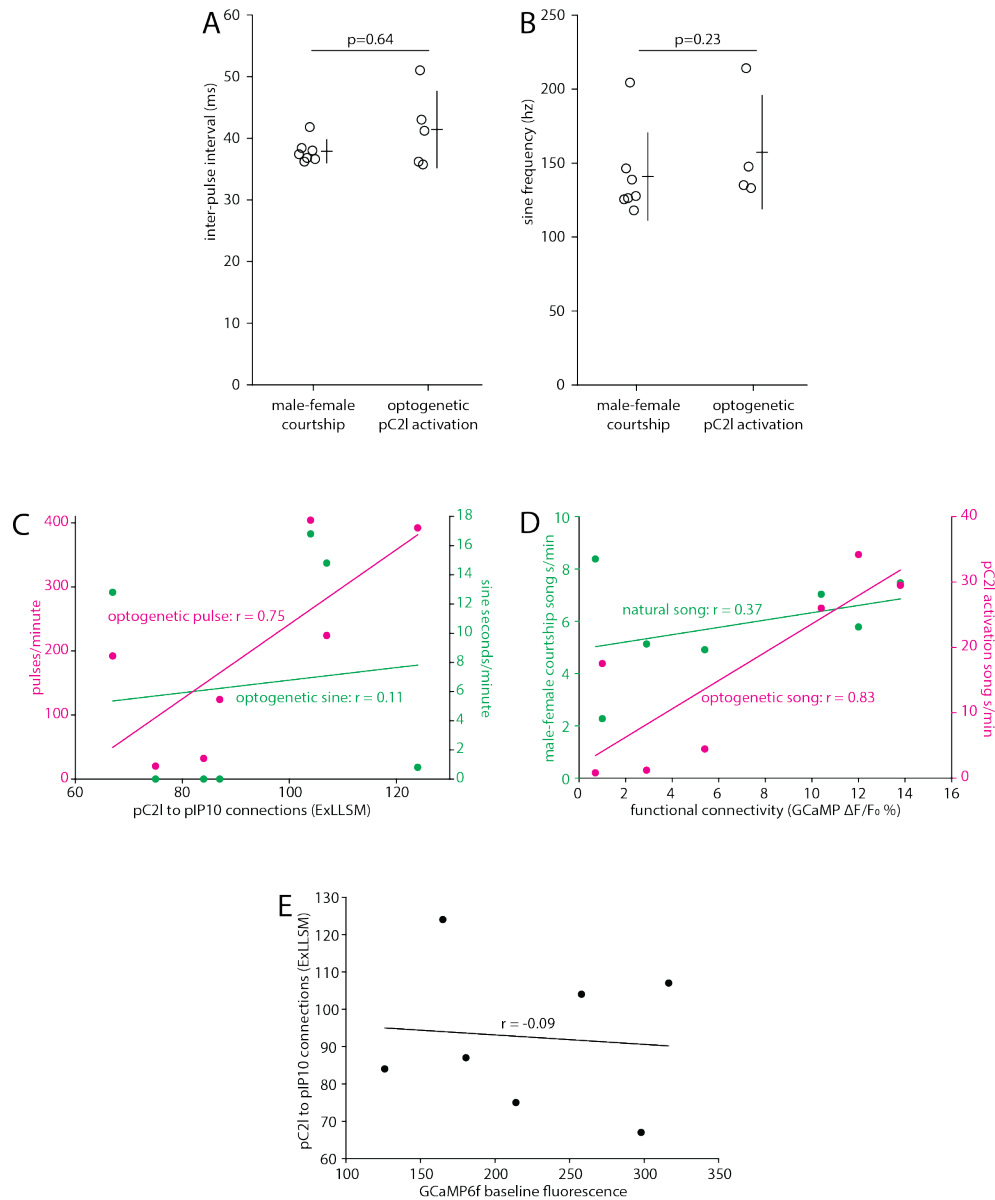 A
inter-pulse interval (ms)
60
50
40
30
20
10
0
p=0.64
male-female
courtship
optogenetic
pC2l activation
B
sine frequency (hz)
250
200
150
100
50
0
p=0.23
male-female
courtship
optogenetic
pC2l activation
C
pulses/minute
400
300
200
100
0
optogenetic pulse: r = 0.75
optogenetic sine: r = 0.11
18
16
14
12
10
8
6
4
2
0
sine seconds/minute
60 80 100 120
pC2l to pIP10 connections (ExLLSM)
D
male-female courtship song s/min
10
8
6
4
2
0
natural song: r = 0.37
optogenetic song: r = 0.83
40
30
20
10
0
pC2l activation
song s/min
0 2 4 6 8 10 12 14 16
functional connectivity (GCaMP ΔF/F₀ %)
E
pC2l to pIP10 connections (ExLLSM)
130
120
110
100
90
80
70
60
r = -0.09
100 150 200 250 300 350
GCaMP6f baseline fluorescence